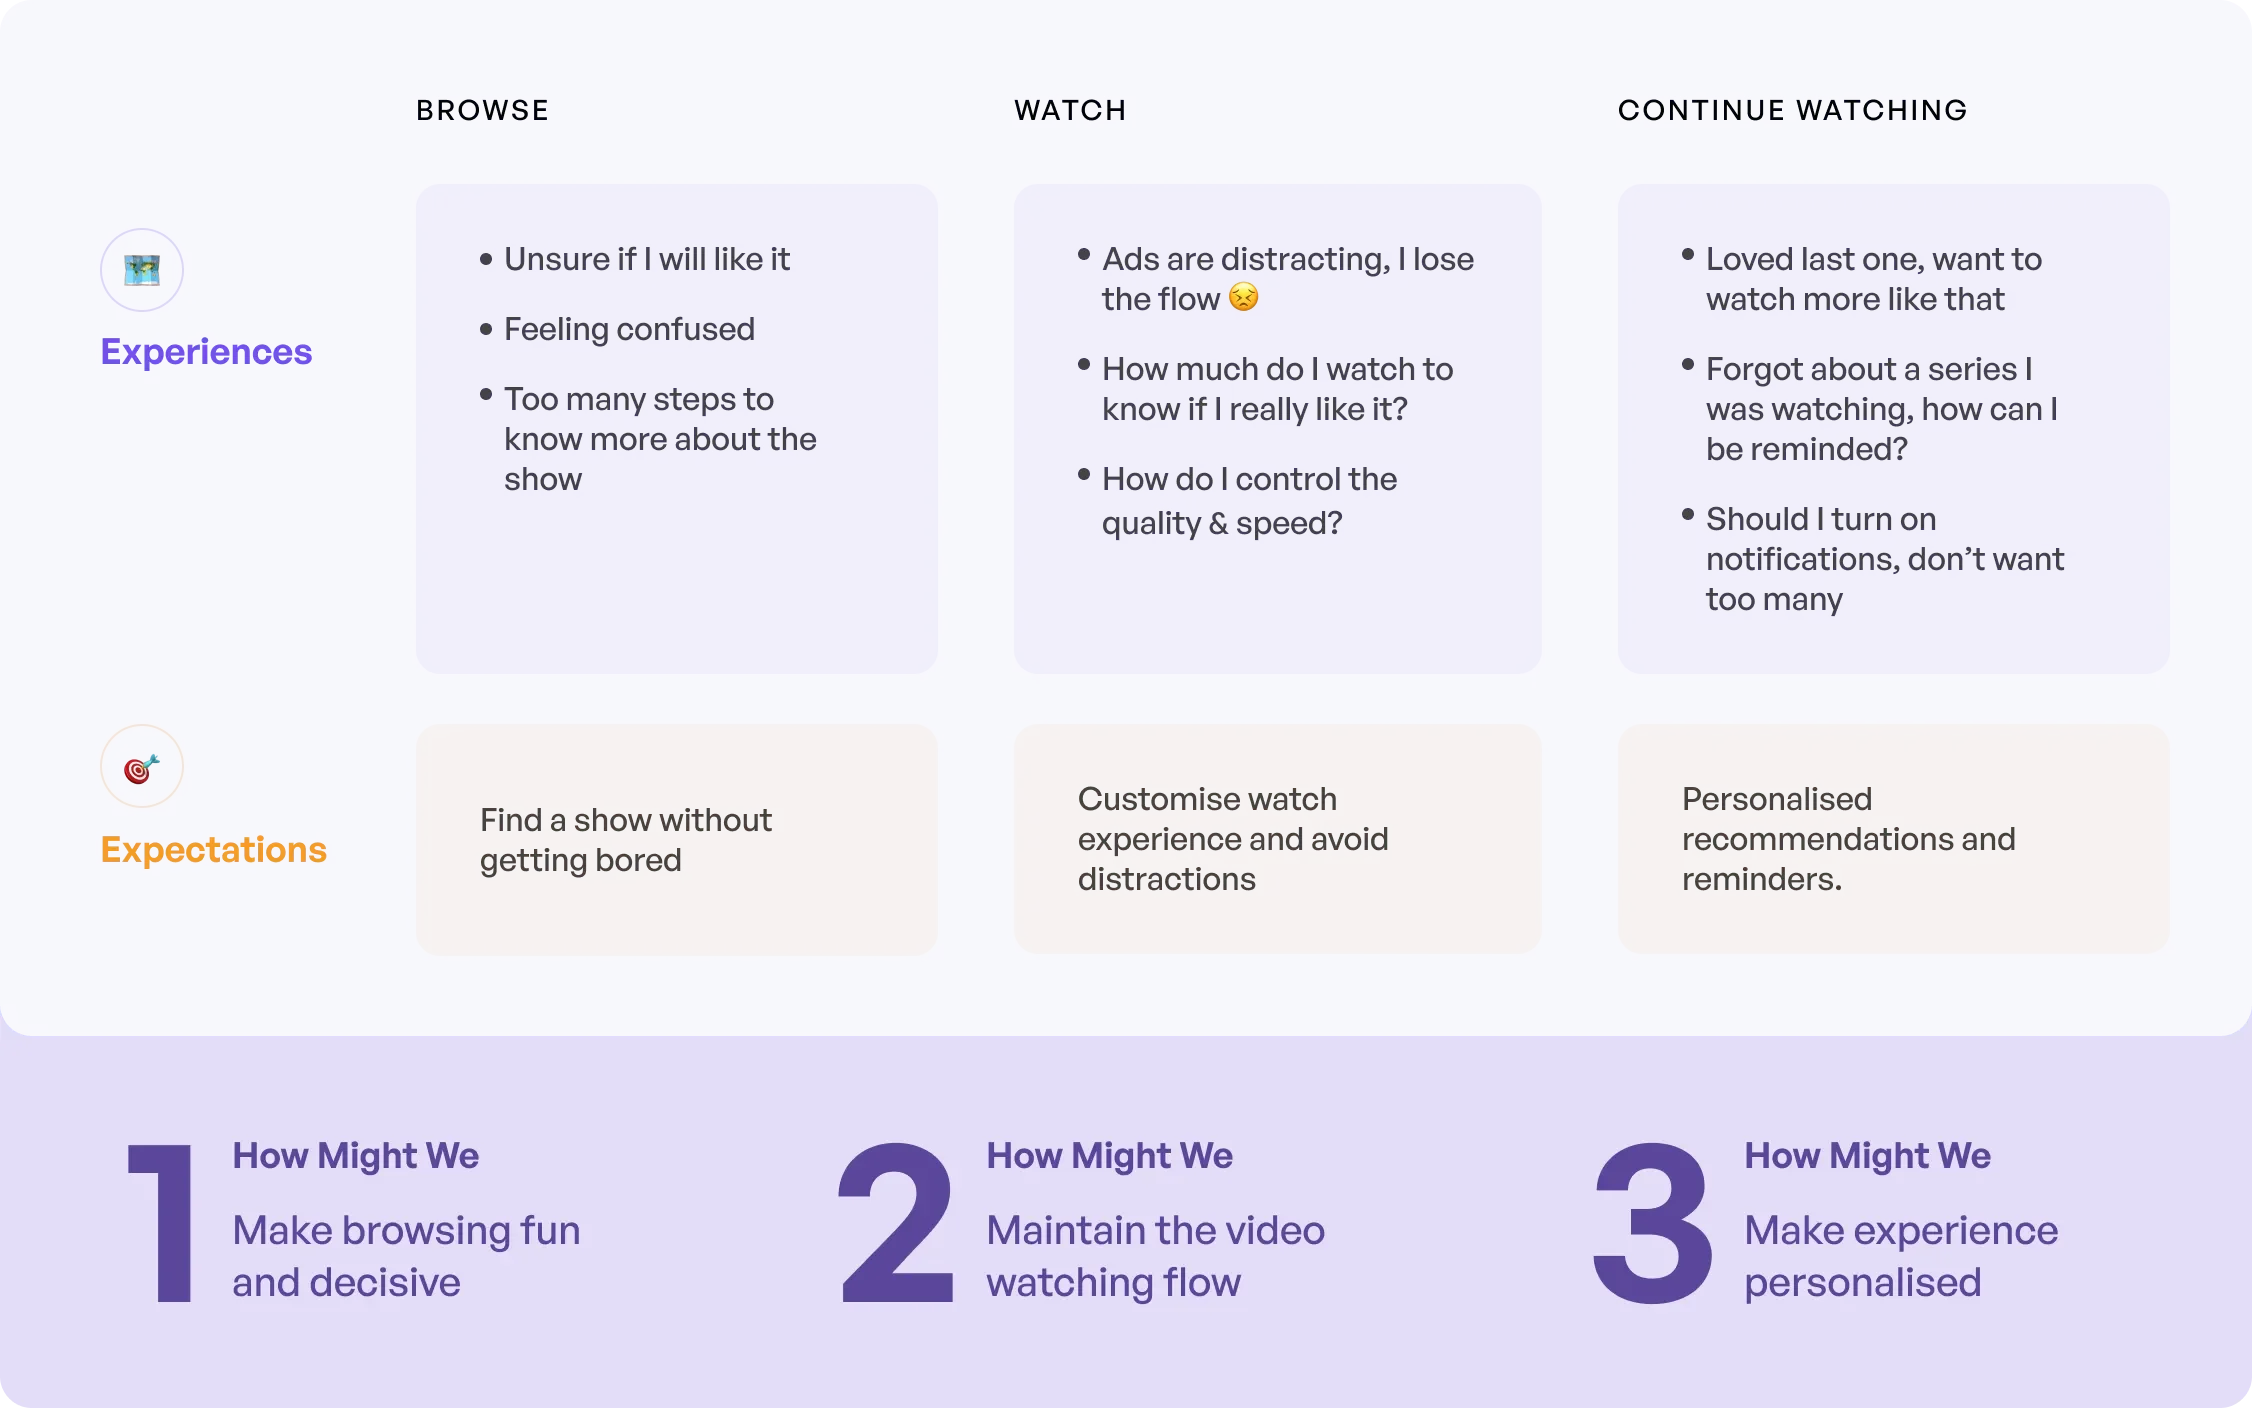 BROWSE
WATCH
CONTINUE WATCHING
Experiences
Unsure if I will like it
Feeling confused
Too many steps to
know more about the
show
Ads are distracting, I lose
the flow 😣
How much do I watch to
know if I really like it?
How do I control the
quality & speed?
Loved last one, want to
watch more like that
Forgot about a series I
was watching, how can I
be reminded?
Should I turn on
notifications, don’t want
too many
Expectations
Find a show without
getting bored
Customise watch
experience and avoid
distractions
Personalised
recommendations and
reminders.
1
How Might We
Make browsing fun
and decisive
2
How Might We
Maintain the video
watching flow
3
How Might We
Make experience
personalised